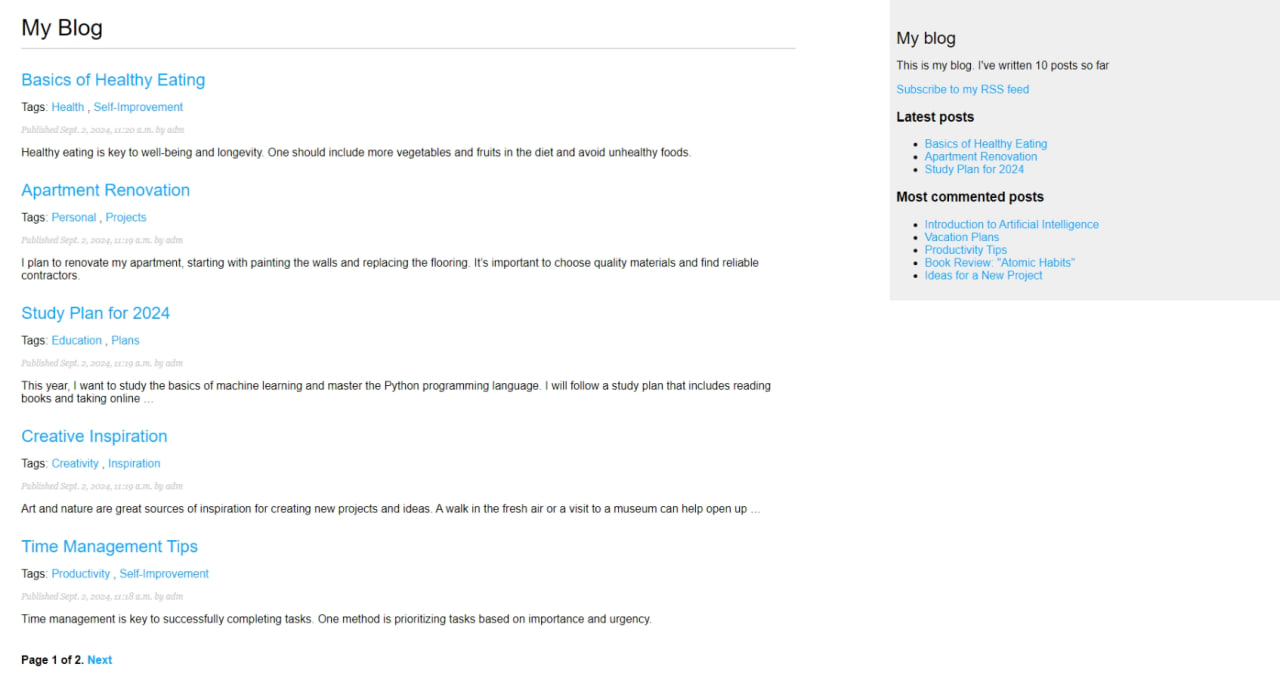 My Blog
Basics of Healthy Eating
Tags: Health , Self-Improvement
Published Sept. 2, 2024, 11:20 a.m. by adm
Healthy eating is key to well-being and longevity. One should include more vegetables and fruits in the diet and avoid unhealthy foods.
Apartment Renovation
Tags: Personal , Projects
Published Sept. 2, 2024, 11:19 a.m. by adm
I plan to renovate my apartment, starting with painting the walls and replacing the flooring. It's important to choose quality materials and find reliable
contractors.
Study Plan for 2024
Tags: Education , Plans
Published Sept. 2, 2024, 11:19 a.m. by adm
This year, I want to study the basics of machine learning and master the Python programming language. I will follow a study plan that includes reading
books and taking online …
Creative Inspiration
Tags: Creativity , Inspiration
Published Sept. 2, 2024, 11:19 a.m. by adm
Art and nature are great sources of inspiration for creating new projects and ideas. A walk in the fresh air or a visit to a museum can help open up …
Time Management Tips
Tags: Productivity , Self-Improvement
Published Sept. 2, 2024, 11:18 a.m. by adm
Time management is key to successfully completing tasks. One method is prioritizing tasks based on importance and urgency.
Page 1 of 2. Next
My blog
This is my blog. I've written 10 posts so far
Subscribe to my RSS feed
Latest posts
• Basics of Healthy Eating
• Apartment Renovation
• Study Plan for 2024
Most commented posts
• Introduction to Artificial Intelligence
• Vacation Plans
• Productivity Tips
• Book Review: "Atomic Habits"
• Ideas for a New Project